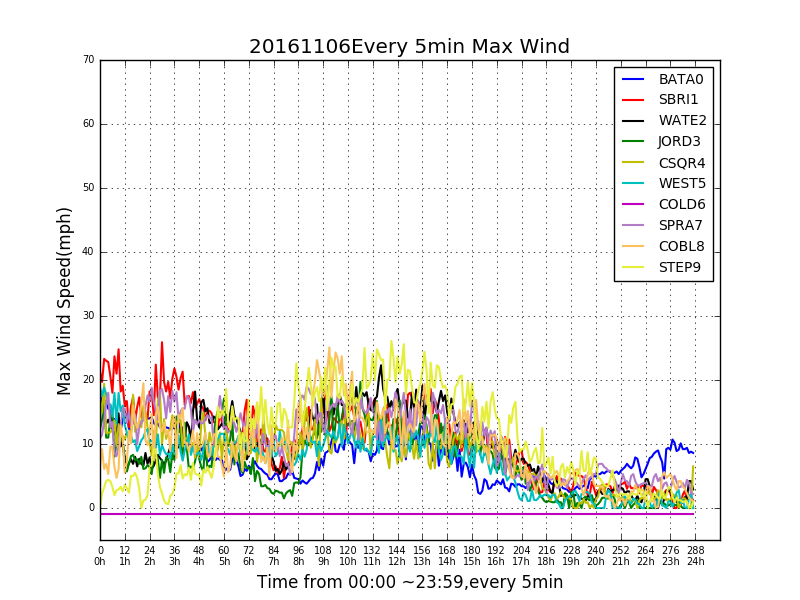 20161106Every 5min Max Wind
70
60
50
40
30
20
10
0
Max Wind Speed(mph)
BATA0
SBRI1
WATE2
JORD3
CSQR4
WEST5
COLD6
SPRA7
COBL8
STEP9
0 12 24 36 48 60 72 84 96 108 120 132 144 156 168 180 192 204 216 228 240 252 264 276 288
0h 1h 2h 3h 4h 5h 6h 7h 8h 9h 10h 11h 12h 13h 14h 15h 16h 17h 18h 19h 20h 21h 22h 23h 24h
Time from 00:00 ~23:59,every 5min